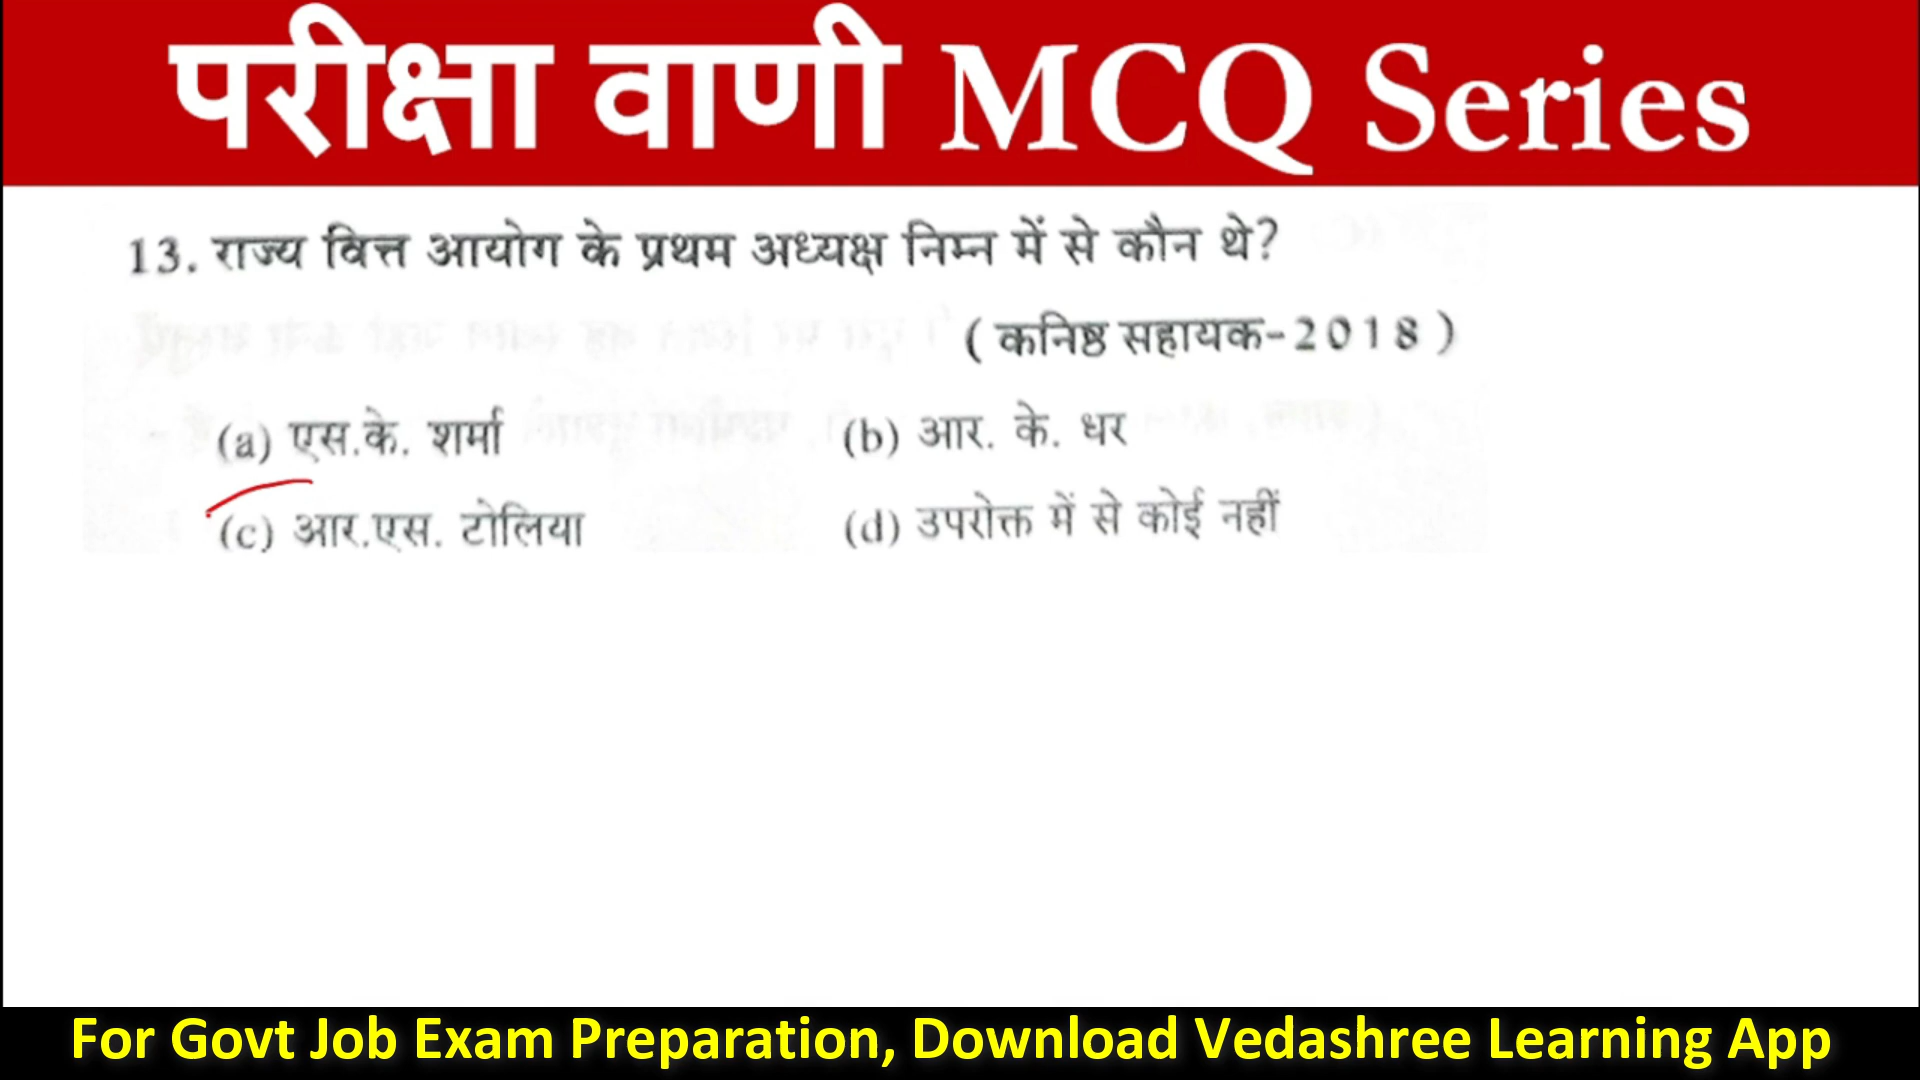 परीक्षा वाणी MCQ Series
13. राज्य वित्त आयोग के प्रथम अध्यक्ष निम्न में से कौन थे?
( कनिष्ठ सहायक-2018 )
(a) एस.के. शर्मा (b) आर. के. धर
(c) आर.एस. टोलिया (d) उपरोक्त में से कोई नहीं
For Govt Job Exam Preparation, Download Vedashree Learning App